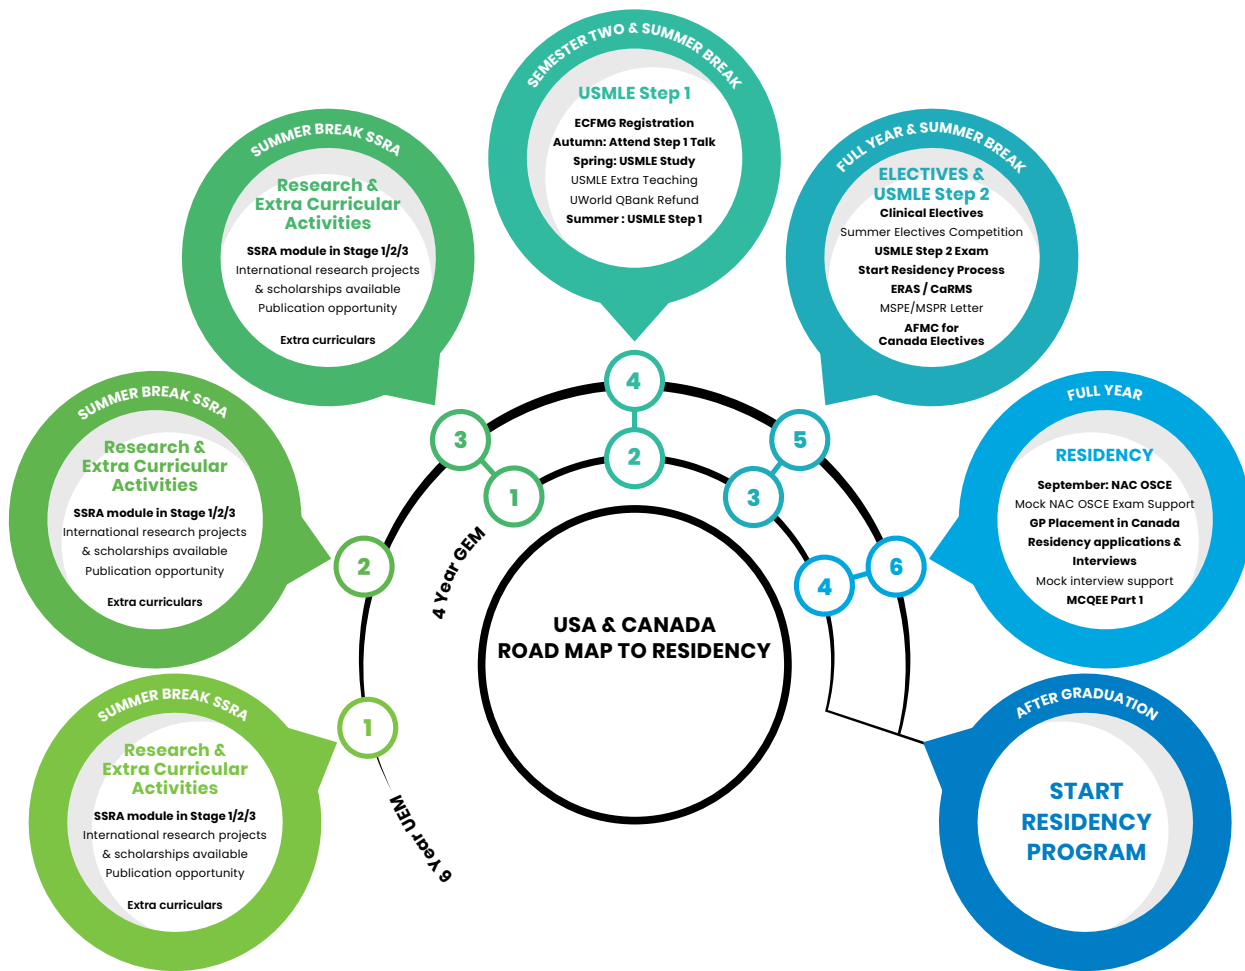 SUMMER BREAK SSRA
Research &
Extra Curricular
Activities
SSRA module in Stage 1/2/3
International research projects
& scholarships available
Publication opportunity
Extra curriculars
SUMMER BREAK SSRA
Research &
Extra Curricular
Activities
SSRA module in Stage 1/2/3
International research projects
& scholarships available
Publication opportunity
Extra curriculars
SUMMER BREAK SSRA
Research &
Extra Curricular
Activities
SSRA module in Stage 1/2/3
International research projects
& scholarships available
Publication opportunity
Extra curriculars
SEMESTER TWO & SUMMER BREAK
USMLE Step 1
ECFMG Registration
Autumn: Attend Step 1 Talk
Spring: USMLE Study
USMLE Extra Teaching
UWorld QBank Refund
Summer : USMLE Step 1
FULL YEAR & SUMMER BREAK
ELECTIVES &
USMLE Step 2
Clinical Electives
Summer Electives Competition
USMLE Step 2 Exam
Start Residency Process
ERAS / CaRMS
MSPE/MSPR Letter
AFMC for
Canada Electives
FULL YEAR
RESIDENCY
September: NAC OSCE
Mock NAC OSCE Exam Support
GP Placement in Canada
Residency applications &
Interviews
Mock interview support
MCQEE Part 1
AFTER GRADUATION
START
RESIDENCY
PROGRAM
6 Year UEM
1
2
3
4
5
6
4 Year GEM
1
2
3
4
USA & CANADA
ROAD MAP TO RESIDENCY